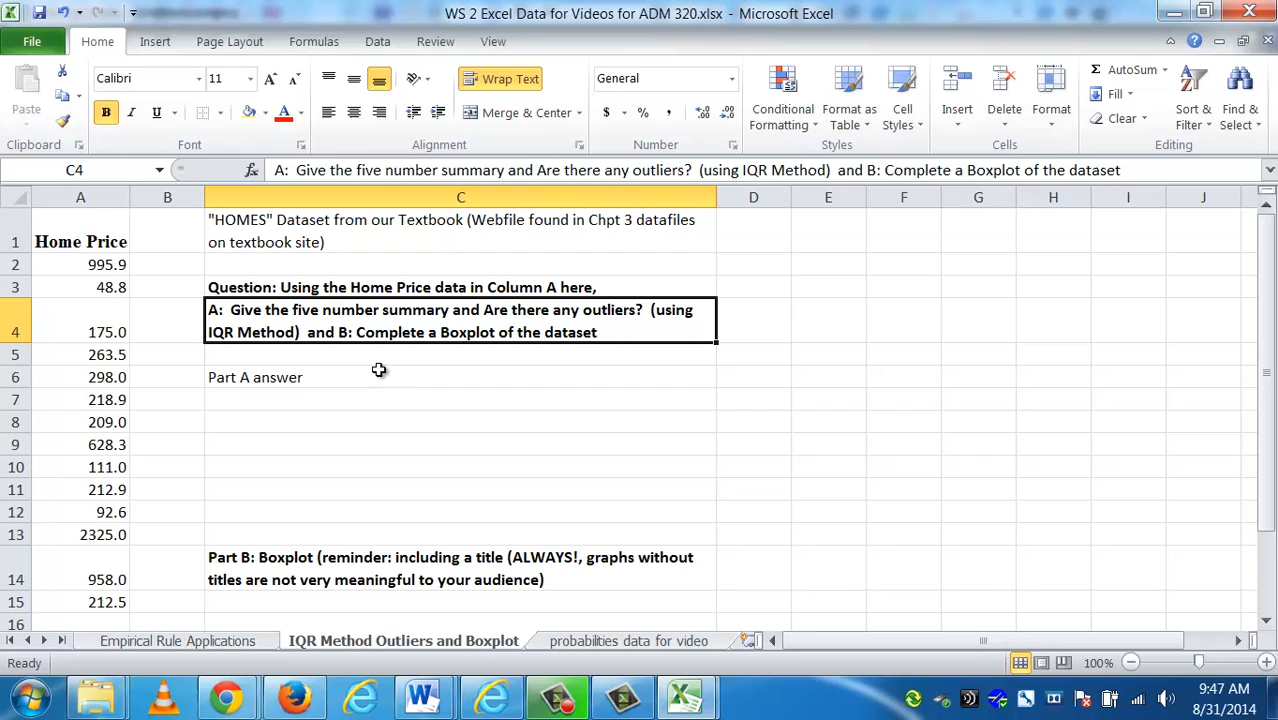 WS 2 Excel Data for Videos for ADM 320.xlsx - Microsoft Excel
File Home Insert Page Layout Formulas Data Review View
Paste
Calibri 11
B I U A
Wrap Text
Merge & Center
General
$ % ,
Conditional Formatting
Format as Table
Cell Styles
Insert Delete Format
Σ AutoSum
Fill
Clear
Sort & Filter
Find & Select
Clipboard Font Alignment Number Styles Cells Editing
C4 fx A: Give the five number summary and Are there any outliers? (using IQR Method) and B: Complete a Boxplot of the dataset
A B C D E F G H I J
"HOMES" Dataset from our Textbook (Webfile found in Chpt 3 datafiles
1 Home Price on textbook site)
2 995.9
3 48.8 Question: Using the Home Price data in Column A here,
A: Give the five number summary and Are there any outliers? (using
4 175.0 IQR Method) and B: Complete a Boxplot of the dataset
5 263.5
6 298.0 Part A answer
7 218.9
8 209.0
9 628.3
10 111.0
11 212.9
12 92.6
13 2325.0
Part B: Boxplot (reminder: including a title (ALWAYS!, graphs without
14 958.0 titles are not very meaningful to your audience)
15 212.5
16
Empirical Rule Applications IQR Method Outliers and Boxplot probabilities data for video
Ready 100%
9:47 AM
8/31/2014